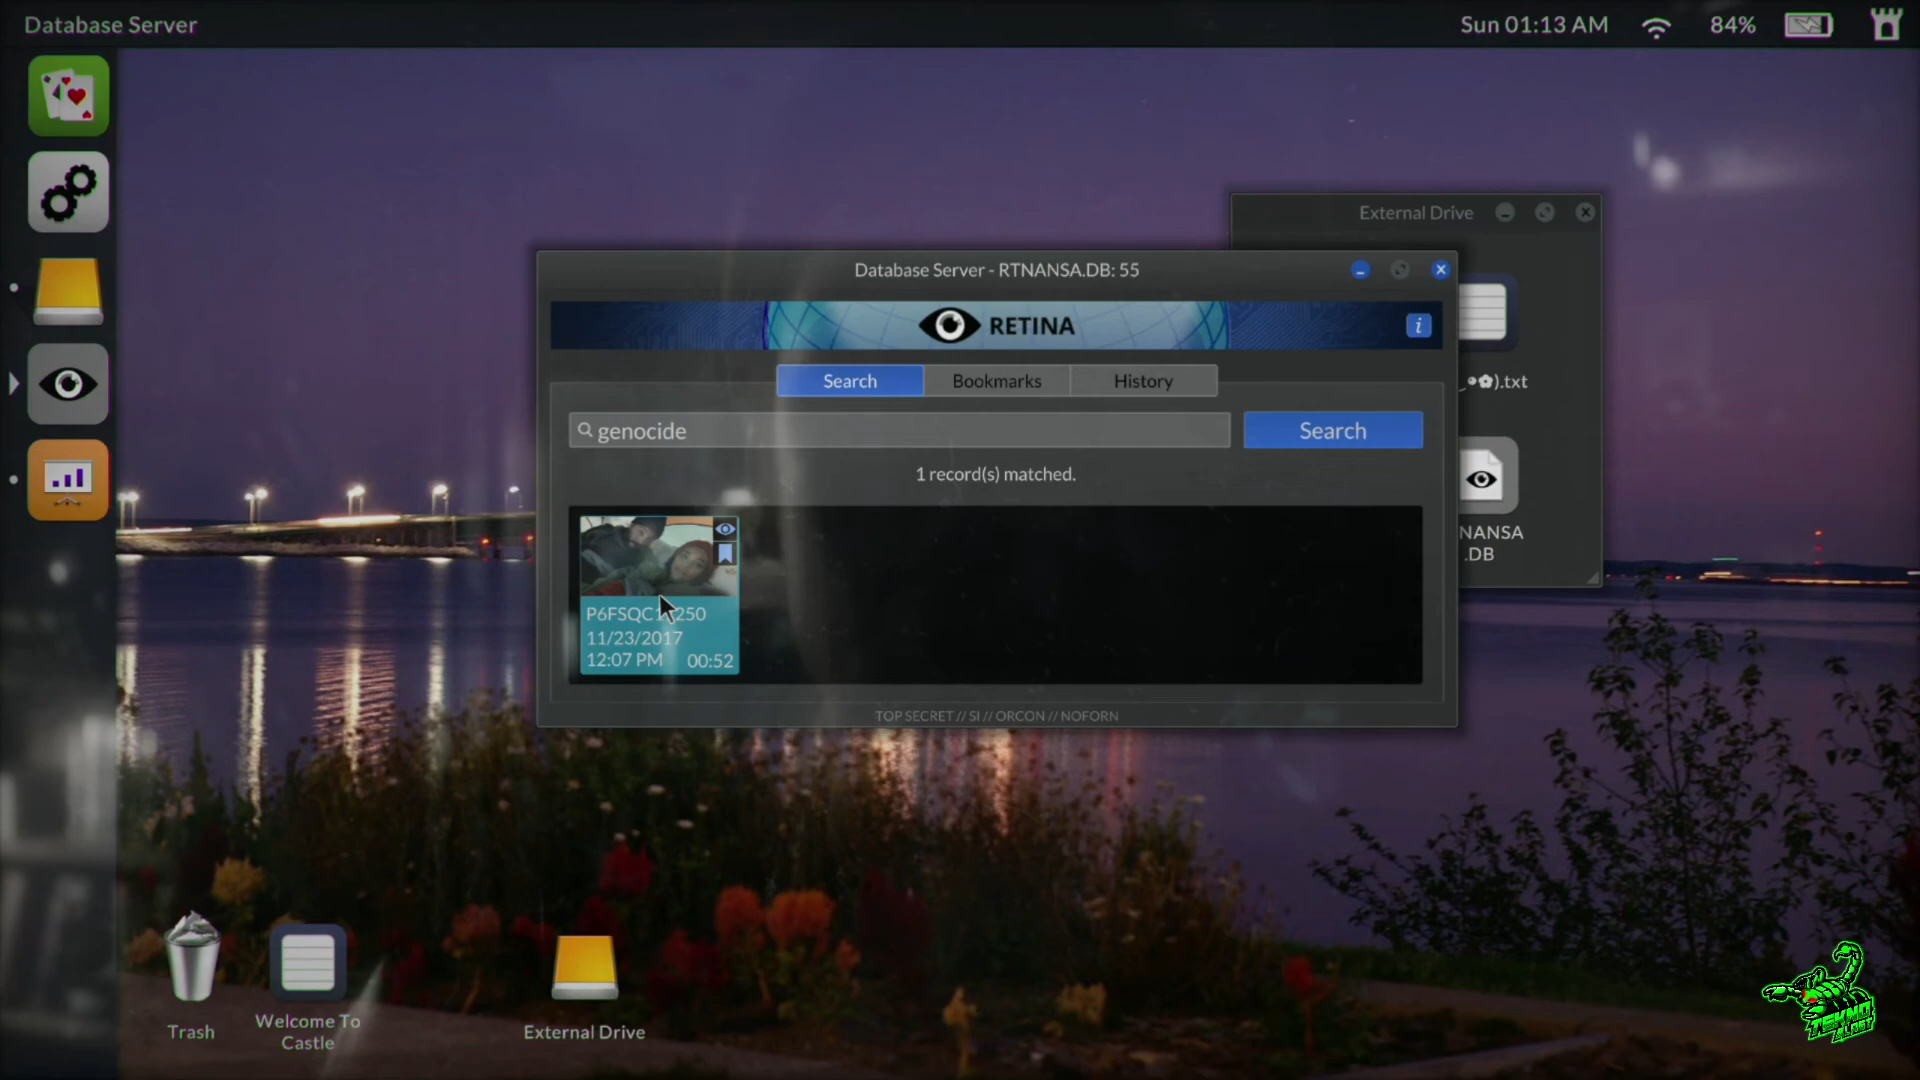 Database Server
Sun 01:13 AM
84%
External Drive
Database Server - RTNANSA.DB: 55
RETINA
i
Search
Bookmarks
History
genocide
Search
1 record(s) matched.
11/23/2017
12:07 PM 00:52
TOP SECRET // SI // ORCON // NOFORN
).txt
NANSA
.DB
Trash
Welcome To
Castle
External Drive
TEKNO